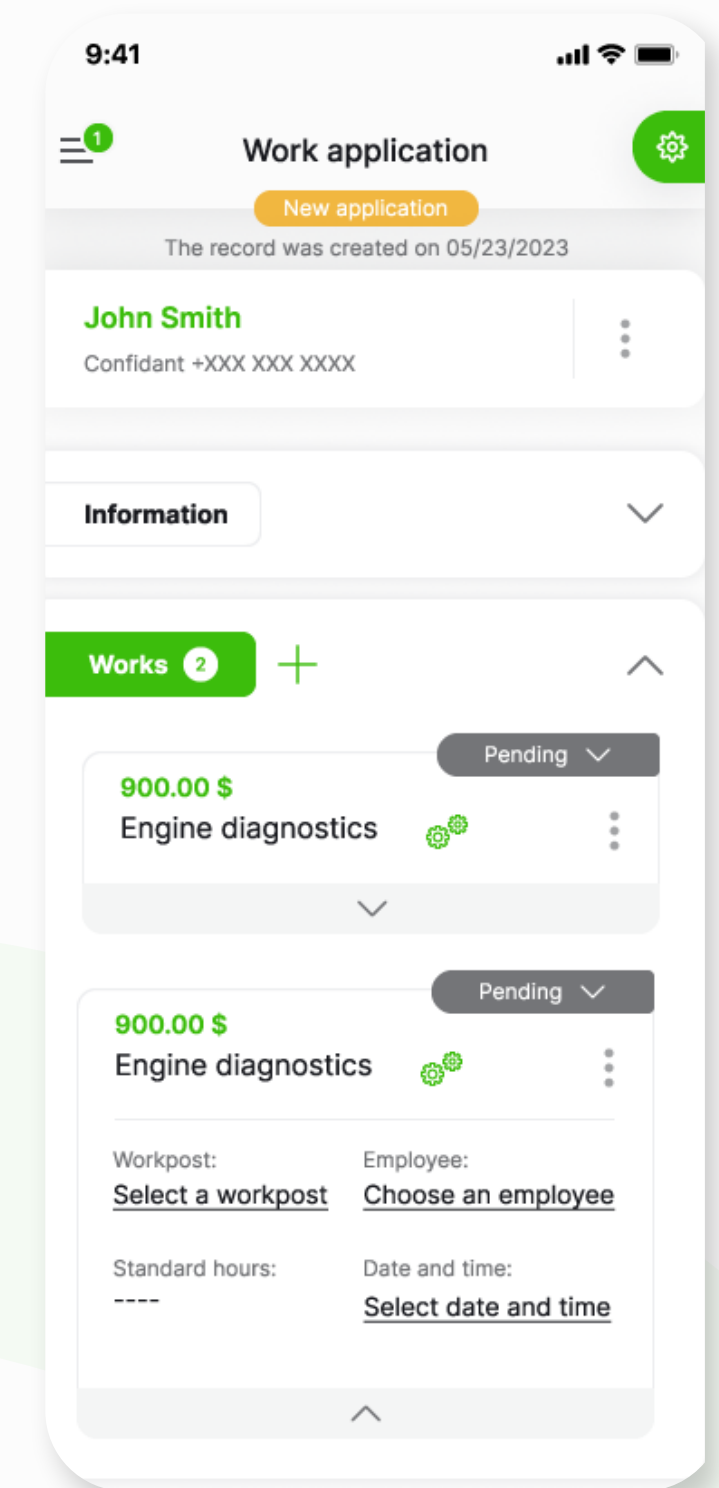 9:41
1
Work application
New application
The record was created on 05/23/2023
John Smith
Confidant +XXX XXX XXXX
Information
Works 2
Pending
900.00 $
Engine diagnostics
Pending
900.00 $
Engine diagnostics
Workpost: Employee:
Select a workpost Choose an employee
Standard hours: Date and time:
---- Select date and time